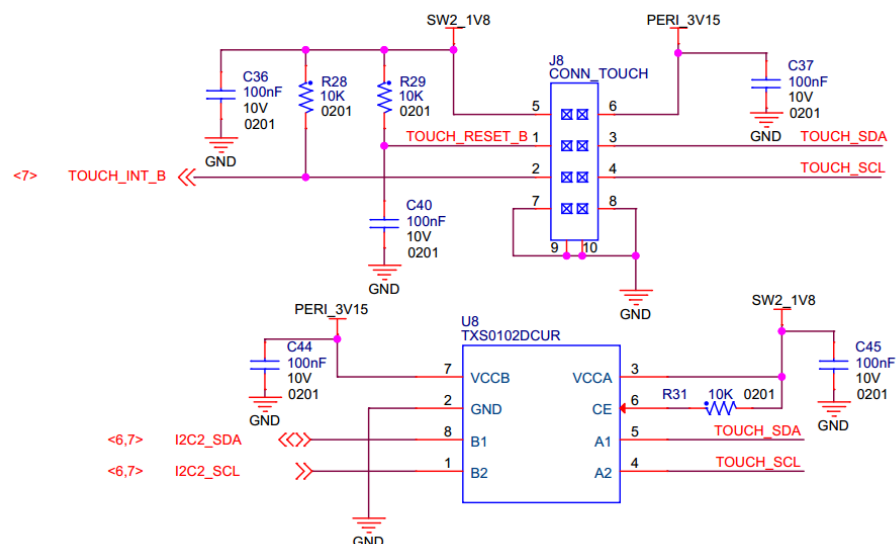 SW2_1V8
PERI_3V15
C36
100nF
10V
0201
GND
R28
10K
0201
R29
10K
0201
J8
CONN_TOUCH
5
6
1
3
2
4
7
8
9
10
C37
100nF
10V
0201
GND
TOUCH_RESET_B
TOUCH_SDA
TOUCH_SCL
<7> TOUCH_INT_B
C40
100nF
10V
0201
GND
GND
PERI_3V15
SW2_1V8
C44
100nF
10V
0201
GND
U8
TXS0102DCUR
7 VCCB VCCA 3
2 GND CE 6
8 B1 A1 5
1 B2 A2 4
R31 10K 0201
C45
100nF
10V
0201
GND
<6,7> I2C2_SDA
<6,7> I2C2_SCL
TOUCH_SDA
TOUCH_SCL
GND